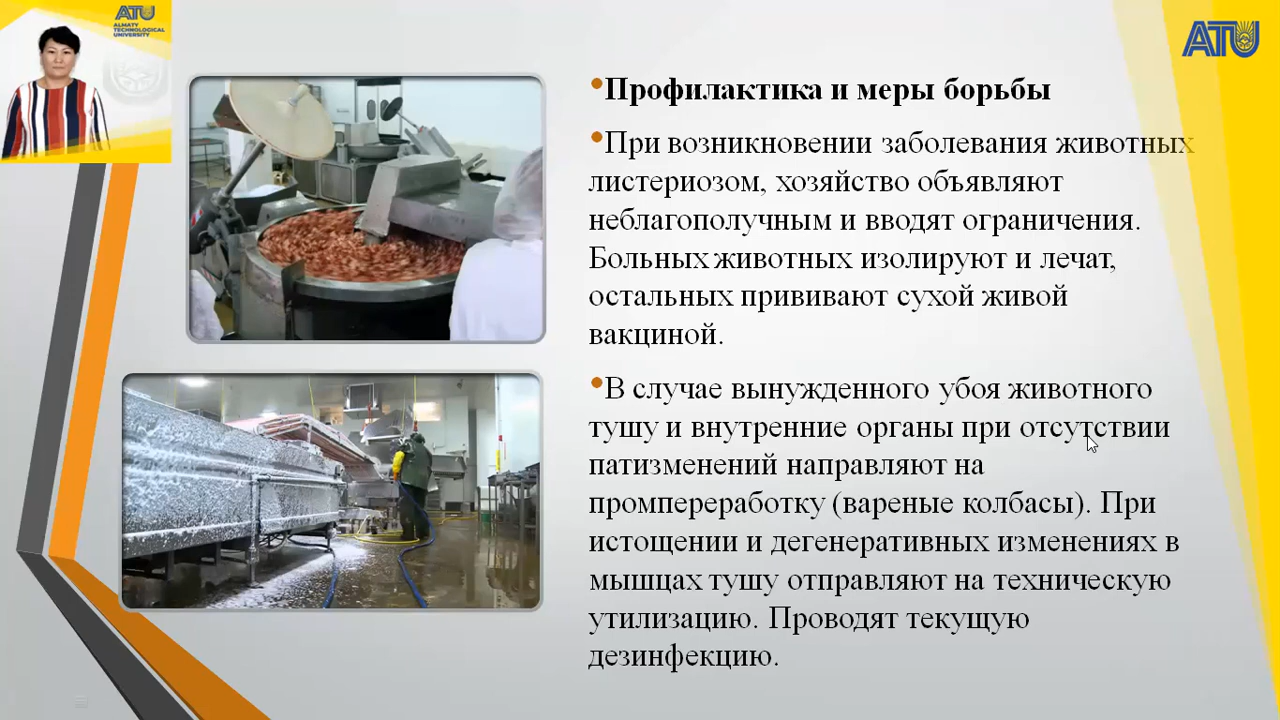 ATU
ALMATY
TECHNOLOGICAL
UNIVERSITY
ATU
•Профилактика и меры борьбы
•При возникновении заболевания животных
листериозом, хозяйство объявляют
неблагополучным и вводят ограничения.
Больных животных изолируют и лечат,
остальных прививают сухой живой
вакциной.
•В случае вынужденного убоя животного
тушу и внутренние органы при отсутствии
патизменений направляют на
промпереработку (вареные колбасы). При
истощении и дегенеративных изменениях в
мышцах тушу отправляют на техническую
утилизацию. Проводят текущую
дезинфекцию.